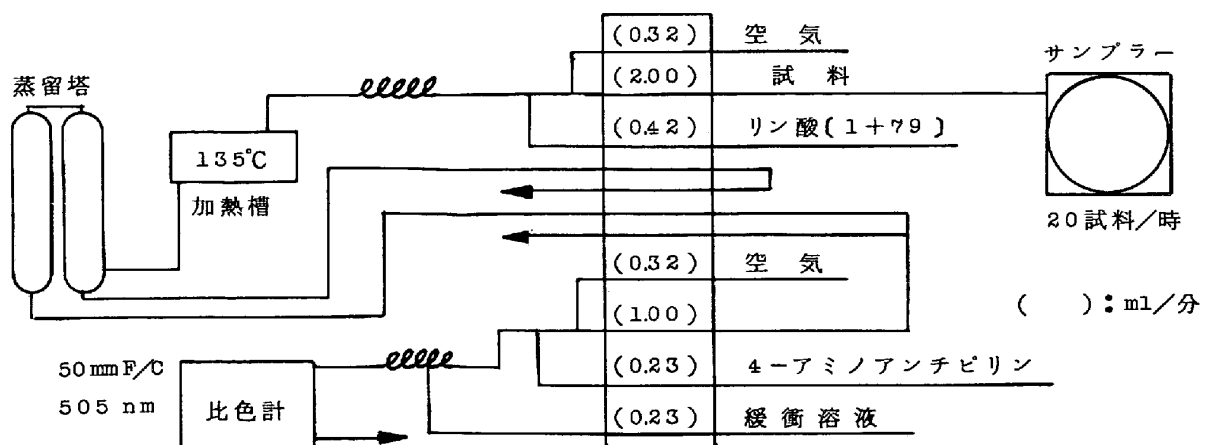 (0.32) 空気
サンプラー
蒸留塔
(2.00) 試料
(0.42) リン酸〔1+79〕
135℃
加熱槽
20試料/時
(0.32) 空気
(1.00)
( ):ml/分
50mmF/C
(0.23) 4-アミノアンチピリン
505nm
比色計
(0.23) 緩衝溶液